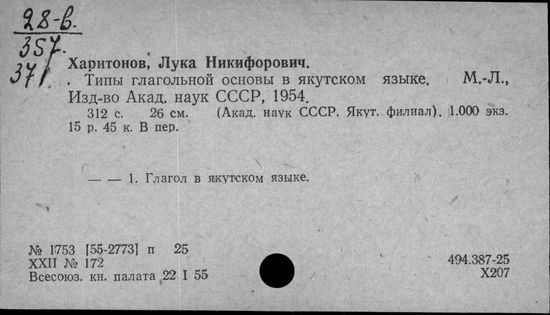 28-в.
357.
371
Харитонов, Лука Никифорович.
. Типы глагольной основы в якутском языке. М.-Л.,
Изд-во Акад. наук СССР, 1954.
312 с. 26 см. (Акад. наук СССР. Якут. филиал). 1.000 экз.
15 р. 45 к. В пер.
— — 1. Глагол в якутском языке.
№ 1753 [55-2773] п 25
XXII № 172
Всесоюз. кн. палата 22 I 55
494.387-25
Х207